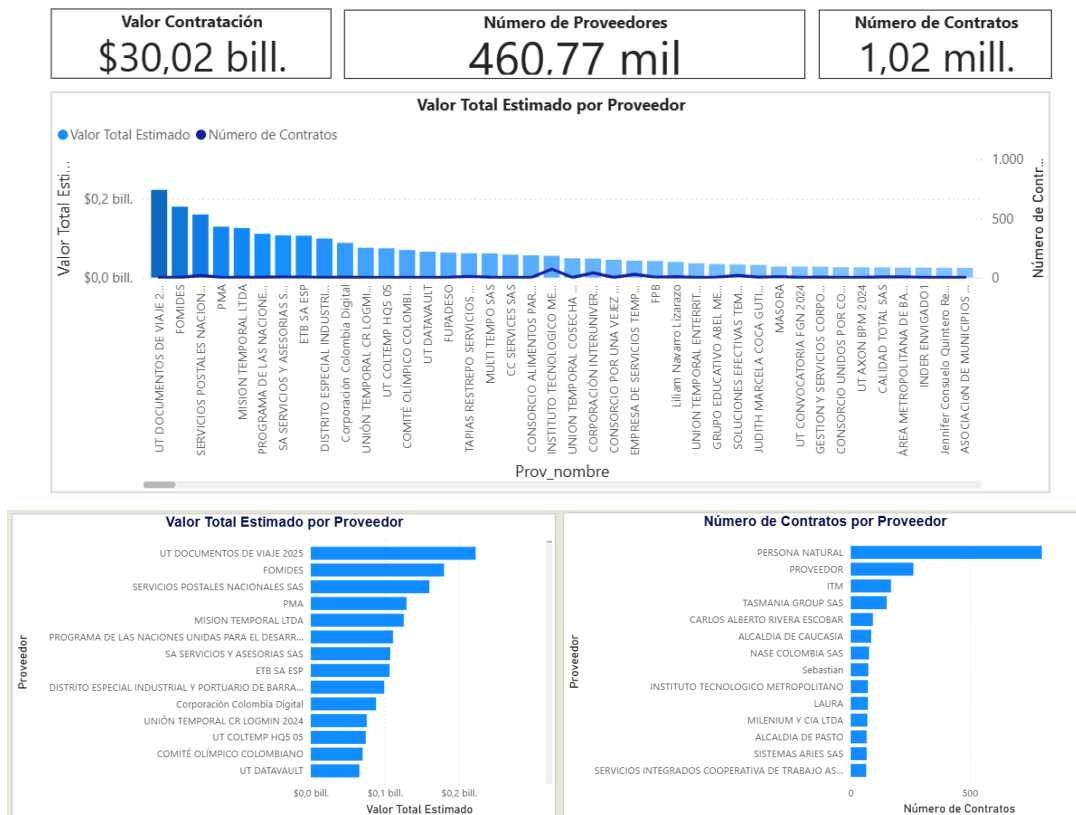 Valor Contratación
$30,02 bill.
Número de Proveedores
460,77 mil
Número de Contratos
1,02 mill.
Valor Total Estimado por Proveedor
Valor Total Estimado
Número de Contratos
Valor Total Esti...
$0,2 bill.
$0,0 bill.
1.000
500
0
Número de Contr...
UT DOCUMENTOS DE VIAJE 2...
FOMIDES
SERVICIOS POSTALES NACION...
PMA
MISION TEMPORAL LTDA
PROGRAMA DE LAS NACIONE...
SA SERVICIOS Y ASESORIAS S...
ETB SA ESP
DISTRITO ESPECIAL INDUSTRI...
Corporación Colombia Digital
UNIÓN TEMPORAL CR LOGMI...
UT COLTEMP HQ5 05
COMITÉ OLÍMPICO COLOMBI...
UT DATAVAULT
FUPADESO
TAPIAS RESTREPO SERVICIOS ...
MULTI TEMPO SAS
CC SERVICES SAS
CONSORCIO ALIMENTOS PAR...
INSTITUTO TECNOLOGICO ME...
UNION TEMPORAL COSECHA ...
CORPORACIÓN INTERUNIVER...
CONSORCIO POR UNA VEJEZ ...
EMPRESA DE SERVICIOS TEMP...
FPB
Liliam Navarro Lizarazo
UNION TEMPORAL ENTERRIT...
GRUPO EDUCATIVO ABEL ME...
SOLUCIONES EFECTIVAS TEM...
JUDITH MARCELA COCA GUTI...
MASORA
UT CONVOCATORIA FGN 2024
GESTION Y SERVICIOS CORPO...
CONSORCIO UNIDOS POR CO...
UT AXON BPM 2024
CALIDAD TOTAL SAS
ÁREA METROPOLITANA DE BA...
INDER ENVIGADO1
Jennifer Consuelo Quintero Re...
ASOCIACIoN DE MUNICIPIOS ...
Prov_nombre
Valor Total Estimado por Proveedor
Proveedor
UT DOCUMENTOS DE VIAJE 2025
FOMIDES
SERVICIOS POSTALES NACIONALES SAS
PMA
MISION TEMPORAL LTDA
PROGRAMA DE LAS NACIONES UNIDAS PARA EL DESARR...
SA SERVICIOS Y ASESORIAS SAS
ETB SA ESP
DISTRITO ESPECIAL INDUSTRIAL Y PORTUARIO DE BARRA...
Corporación Colombia Digital
UNIÓN TEMPORAL CR LOGMIN 2024
UT COLTEMP HQ5 05
COMITÉ OLÍMPICO COLOMBIANO
UT DATAVAULT
$0,0 bill.
$0,1 bill.
$0,2 bill.
Valor Total Estimado
Número de Contratos por Proveedor
Proveedor
PERSONA NATURAL
PROVEEDOR
ITM
TASMANIA GROUP SAS
CARLOS ALBERTO RIVERA ESCOBAR
ALCALDIA DE CAUCASIA
NASE COLOMBIA SAS
Sebastian
INSTITUTO TECNOLOGICO METROPOLITANO
LAURA
MILENIUM Y CIA LTDA
ALCALDIA DE PASTO
SISTEMAS ARIES SAS
SERVICIOS INTEGRADOS COOPERATIVA DE TRABAJO AS...
0
500
Número de Contratos